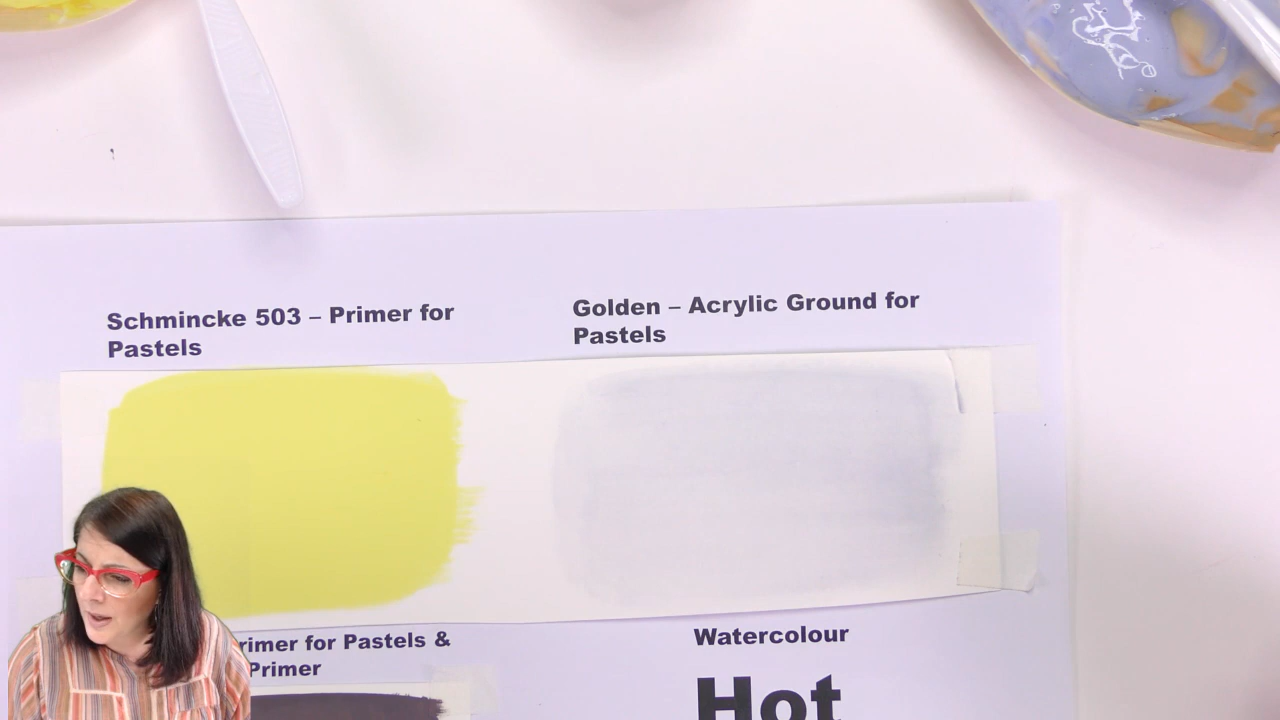 Schmincke 503 – Primer for
Pastels
Golden – Acrylic Ground for
Pastels
rimer for Pastels &
Primer
Watercolour
Hot